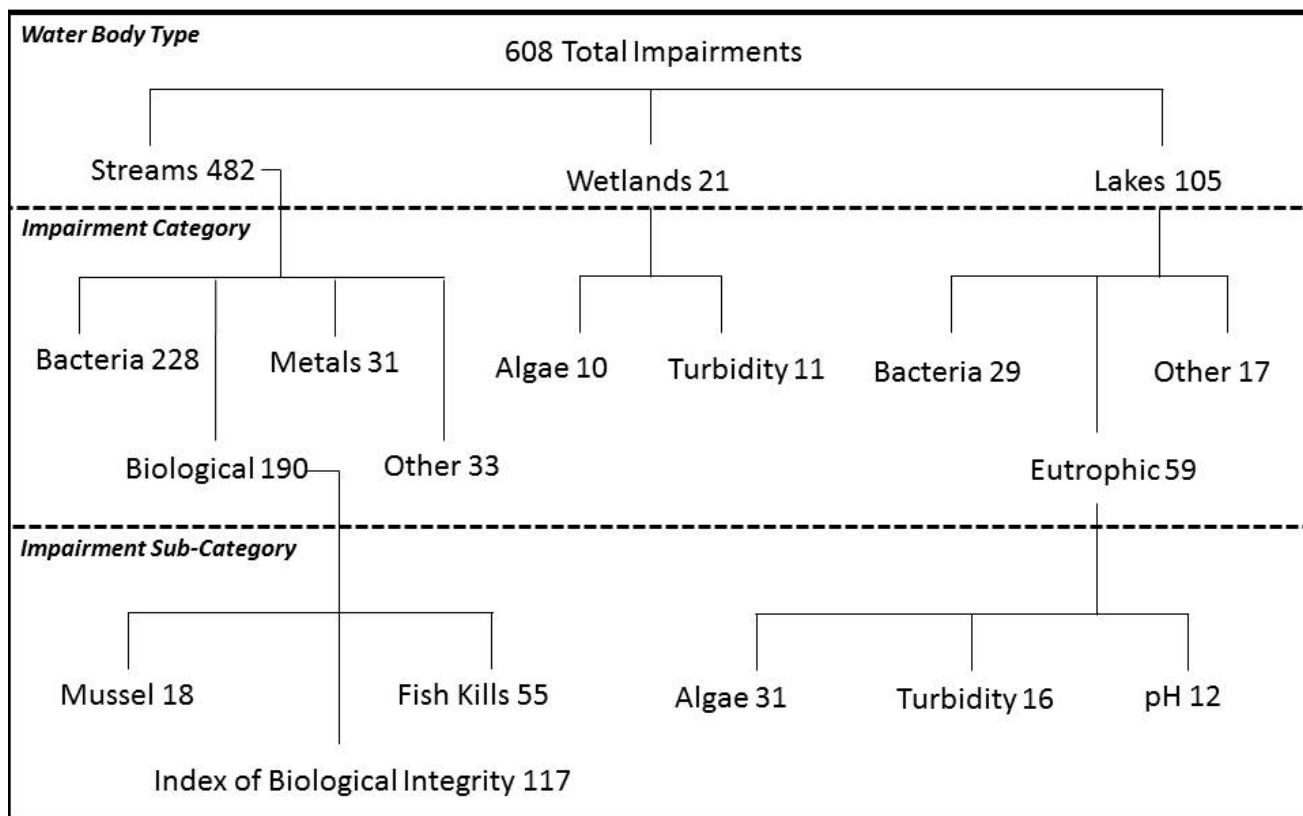 Water Body Type
608 Total Impairments
Streams 482
Wetlands 21
Lakes 105
Impairment Category
Bacteria 228
Metals 31
Algae 10
Turbidity 11
Bacteria 29
Other 17
Biological 190
Other 33
Eutrophic 59
Impairment Sub-Category
Mussel 18
Fish Kills 55
Algae 31
Turbidity 16
pH 12
Index of Biological Integrity 117